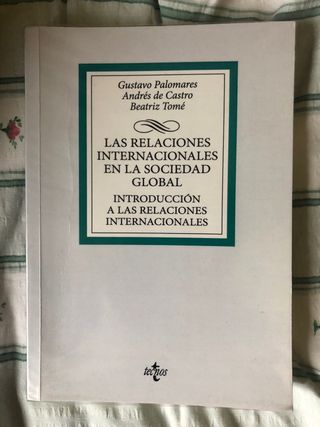 Gustavo Palomares
Andrés de Castro
Beatriz Tomé
LAS RELACIONES
INTERNACIONALES
EN LA SOCIEDAD
GLOBAL
INTRODUCCIÓN
A LAS RELACIONES
INTERNACIONALES
tecnos